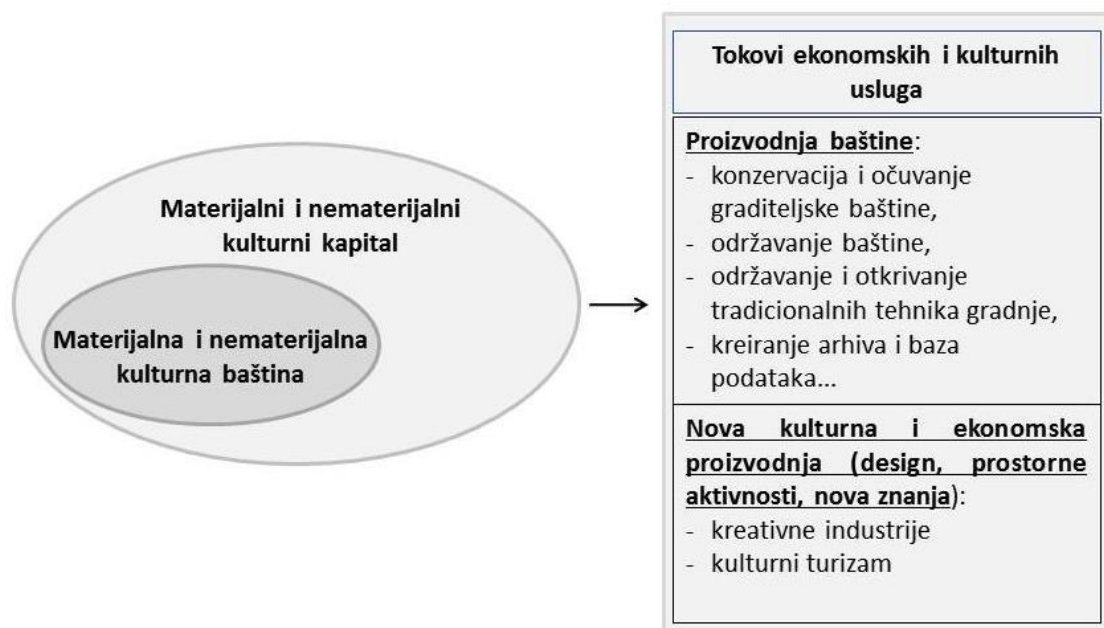 Materijalni i nematerijalni
kulturni kapital
Materijalna i nematerijalna
kulturna baština
Tokovi ekonomskih i kulturnih
usluga
Proizvodnja baštine:
- konzervacija i očuvanje
graditeljske baštine,
- održavanje baštine,
- održavanje i otkrivanje
tradicionalnih tehnika gradnje,
- kreiranje arhiva i baza
podataka...
Nova kulturna i ekonomska
proizvodnja (design, prostorne
aktivnosti, nova znanja):
- kreativne industrije
- kulturni turizam